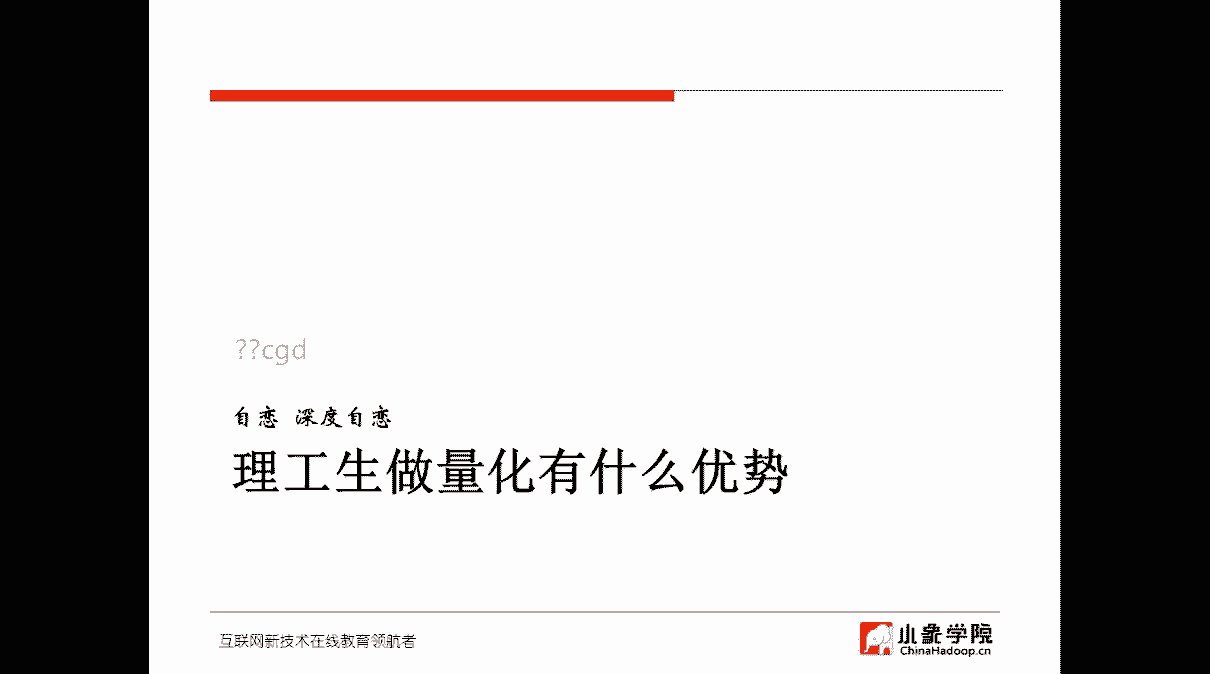 ??cgd
自恋 深度自恋
理工生做量化有什么优势
互联网新技术在线教育领航者
小象学院
ChinaHadoop.cn